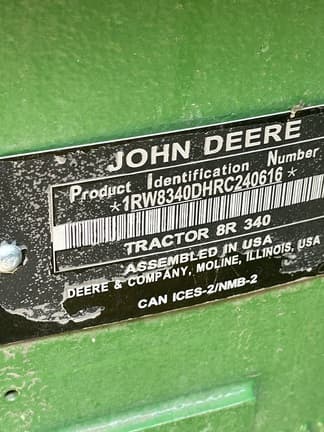 JOHN DEERE
Product Identification Number
*1RW8340DHRC240616*
TRACTOR 8R 340
ASSEMBLED IN USA
DEERE & COMPANY, MOLINE, ILLINOIS, USA
CAN ICES-2/NMB-2